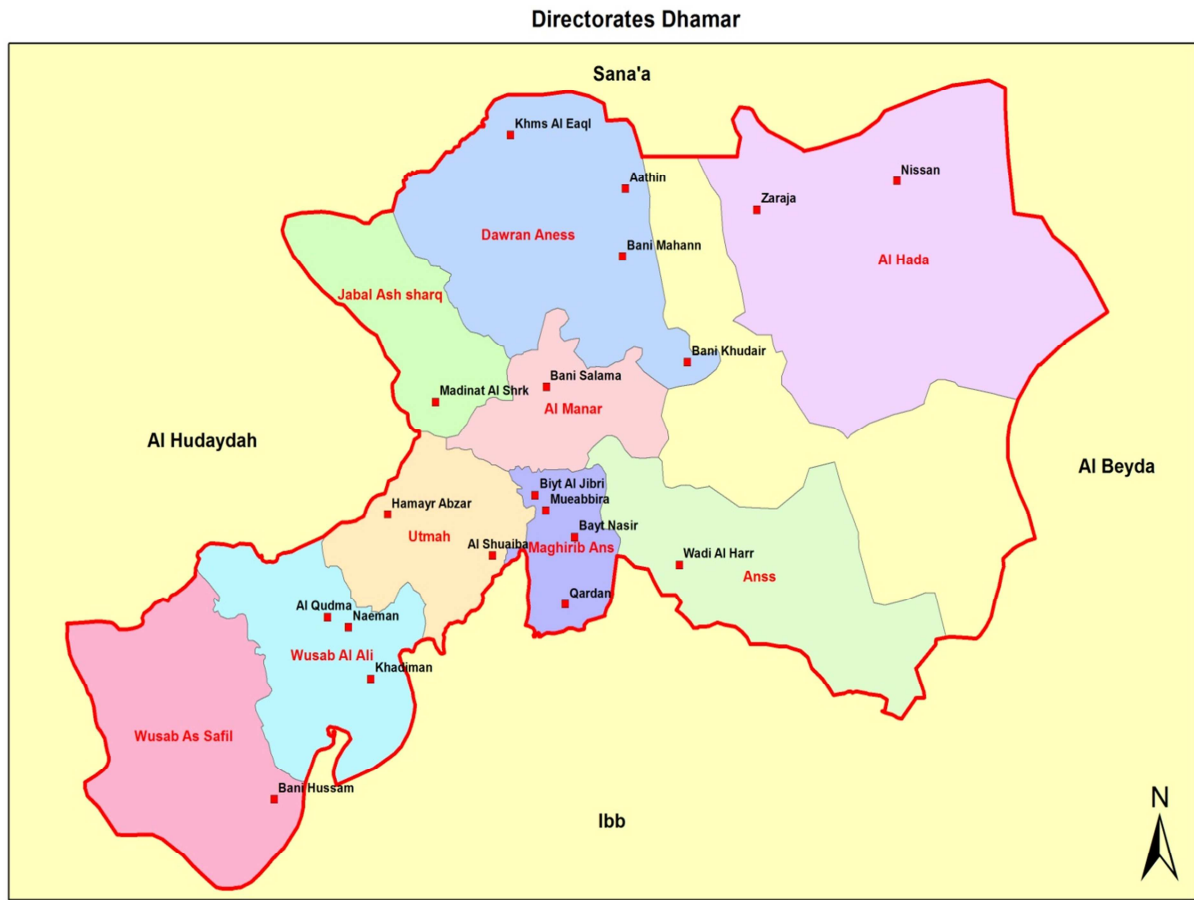 Directorates Dhamar
Sana'a
Khms Al Eaql
Aathin
Nissan
Zaraja
Dawran Aness
Bani Mahann
Al Hada
Jabal Ash sharq
Bani Khudair
Bani Salama
Madinat Al Shrk
Al Manar
Al Hudaydah
Al Beyda
Biyt Al Jibri
Hamayr Abzar
Mueabbira
Bayt Nasir
Utmah
Al Shuaiba
Maghirib Ans
Wadi Al Harr
Anss
Qardan
Al Qudma
Naeman
Wusab Al Ali
Khadiman
Wusab As Safil
Bani Hussam
Ibb
N